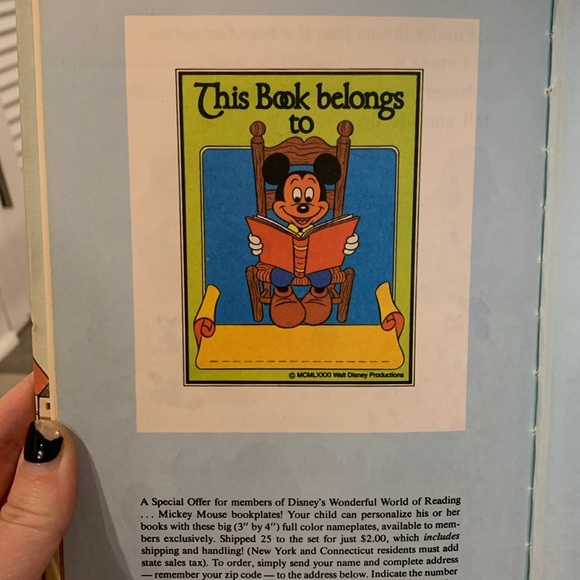 This Book belongs
to
© MCMLXXXI Walt Disney Productions
A Special Offer for members of Disney's Wonderful World of Reading
. . . Mickey Mouse bookplates! Your child can personalize his or her
books with these big (3" by 4") full color nameplates, available to mem-
bers exclusively. Shipped 25 to the set for just $2.00, which includes
shipping and handling! (New York and Connecticut residents must add
state sales tax). To order, simply send your name and complete address
— remember your zip code — to the address below. Indicate the number